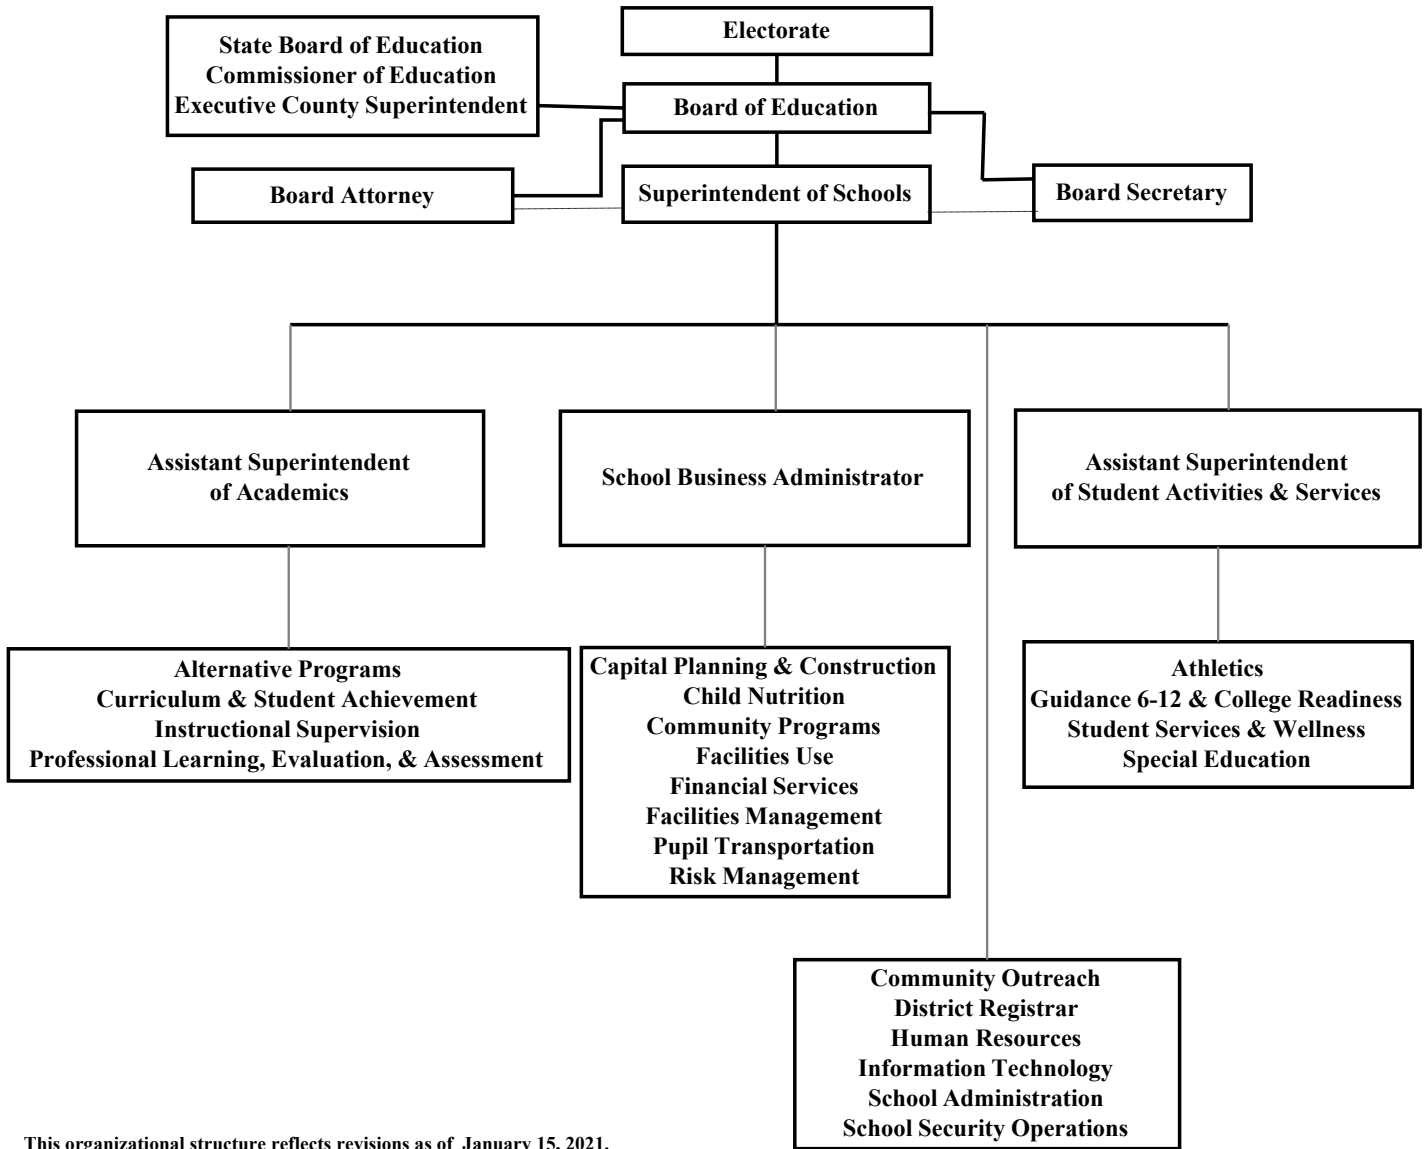 Electorate
State Board of Education
Commissioner of Education
Executive County Superintendent
Board of Education
Board Attorney
Superintendent of Schools
Board Secretary
Assistant Superintendent
of Academics
School Business Administrator
Assistant Superintendent
of Student Activities & Services
Alternative Programs
Curriculum & Student Achievement
Instructional Supervision
Professional Learning, Evaluation, & Assessment
Capital Planning & Construction
Child Nutrition
Community Programs
Facilities Use
Financial Services
Facilities Management
Pupil Transportation
Risk Management
Athletics
Guidance 6-12 & College Readiness
Student Services & Wellness
Special Education
Community Outreach
District Registrar
Human Resources
Information Technology
School Administration
School Security Operations
This organizational structure reflects revisions as of January 15, 2021.